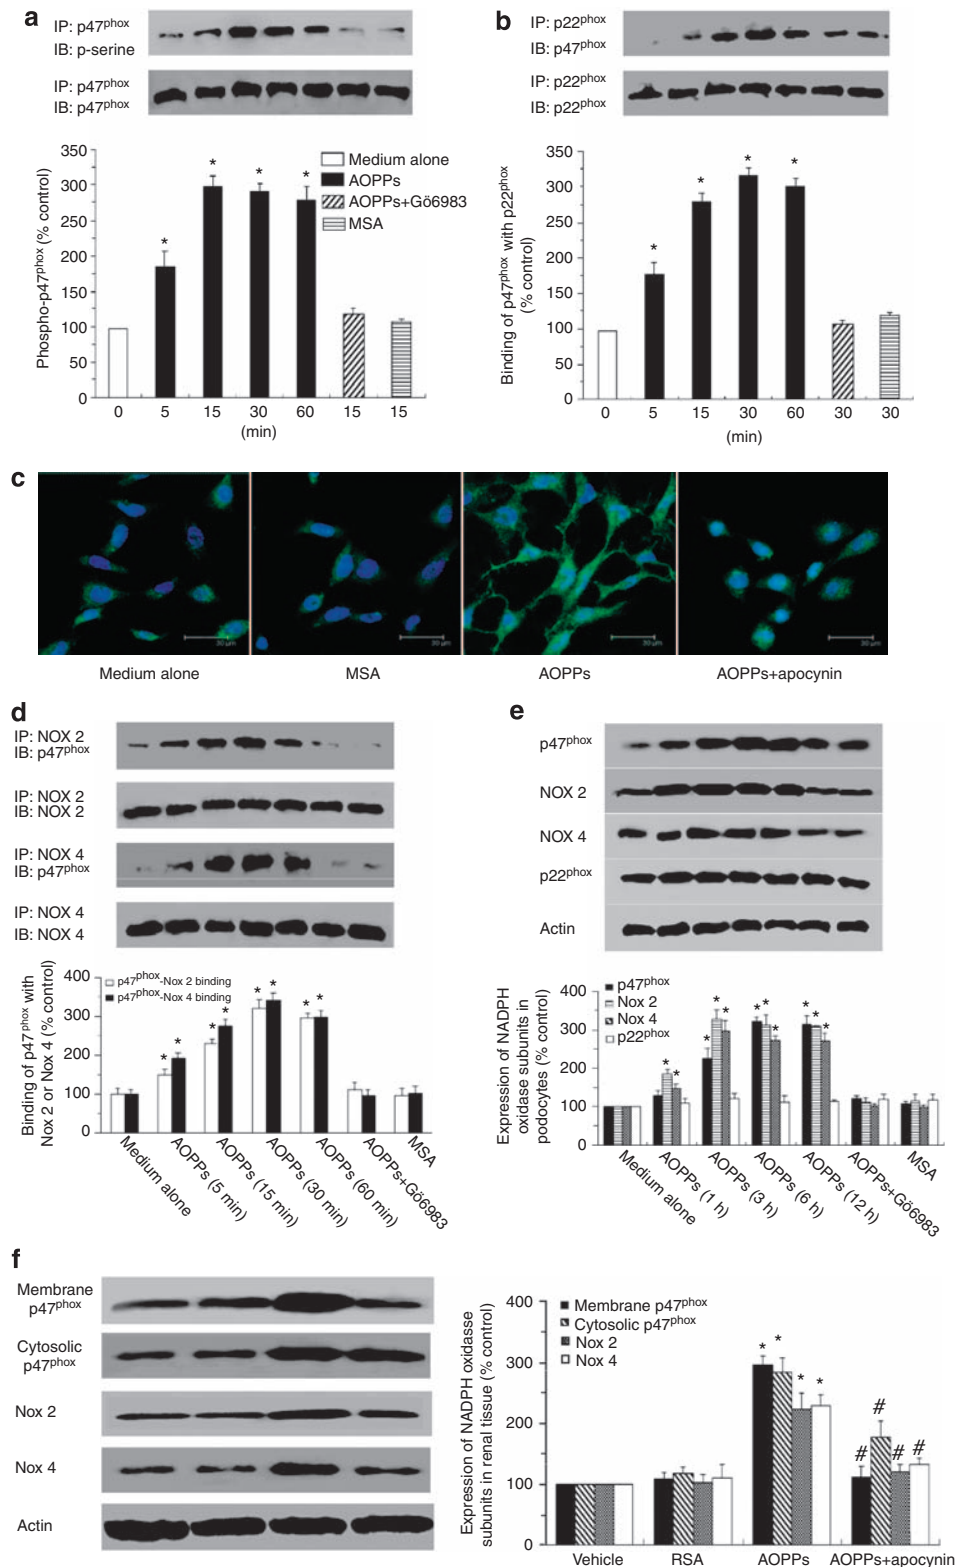 a
IP: p47phox
IB: p-serine
IP: p47phox
IB: p47phox
Phospho-p47phox (% control)
350
300
250
200
150
100
50
0
* * * *
Medium alone
AOPPs
AOPPs+Gö6983
MSA
0 5 15 30 60 15 15
(min)
b
IP: p22phox
IB: p47phox
IP: p22phox
IB: p22phox
Binding of p47phox with p22phox
(% control)
350
300
250
200
150
100
50
0
* * * *
0 5 15 30 60 30 30
(min)
c
30 µm 30 µm 30 µm 30 µm
Medium alone MSA AOPPs AOPPs+apocynin
d
IP: NOX 2
IB: p47phox
IP: NOX 2
IB: NOX 2
IP: NOX 4
IB: p47phox
IP: NOX 4
IB: NOX 4
Binding of p47phox with
Nox 2 or Nox 4 (% control)
400
300
200
100
0
p47phox-Nox 2 binding
p47phox-Nox 4 binding
* * * * * * * *
Medium alone
AOPPs (5 min)
AOPPs (15 min)
AOPPs (30 min)
AOPPs (60 min)
AOPPs+Gö6983
MSA
e
p47phox
NOX 2
NOX 4
p22phox
Actin
Expression of NADPH
oxidase subunits in
podocytes (% control)
400
300
200
100
0
p47phox
Nox 2
Nox 4
p22phox
* * * * * * * * * * *
Medium alone
AOPPs (1 h)
AOPPs (3 h)
AOPPs (6 h)
AOPPs (12 h)
AOPPs+Gö6983
MSA
f
Membrane
p47phox
Cytosolic
p47phox
Nox 2
Nox 4
Actin
Expression of NADPH oxidasse
subunits in renal tissue (% control)
400
300
200
100
0
Membrane p47phox
Cytosolic p47phox
Nox 2
Nox 4
* * * *
# # # #
Vehicle RSA AOPPs AOPPs+apocynin